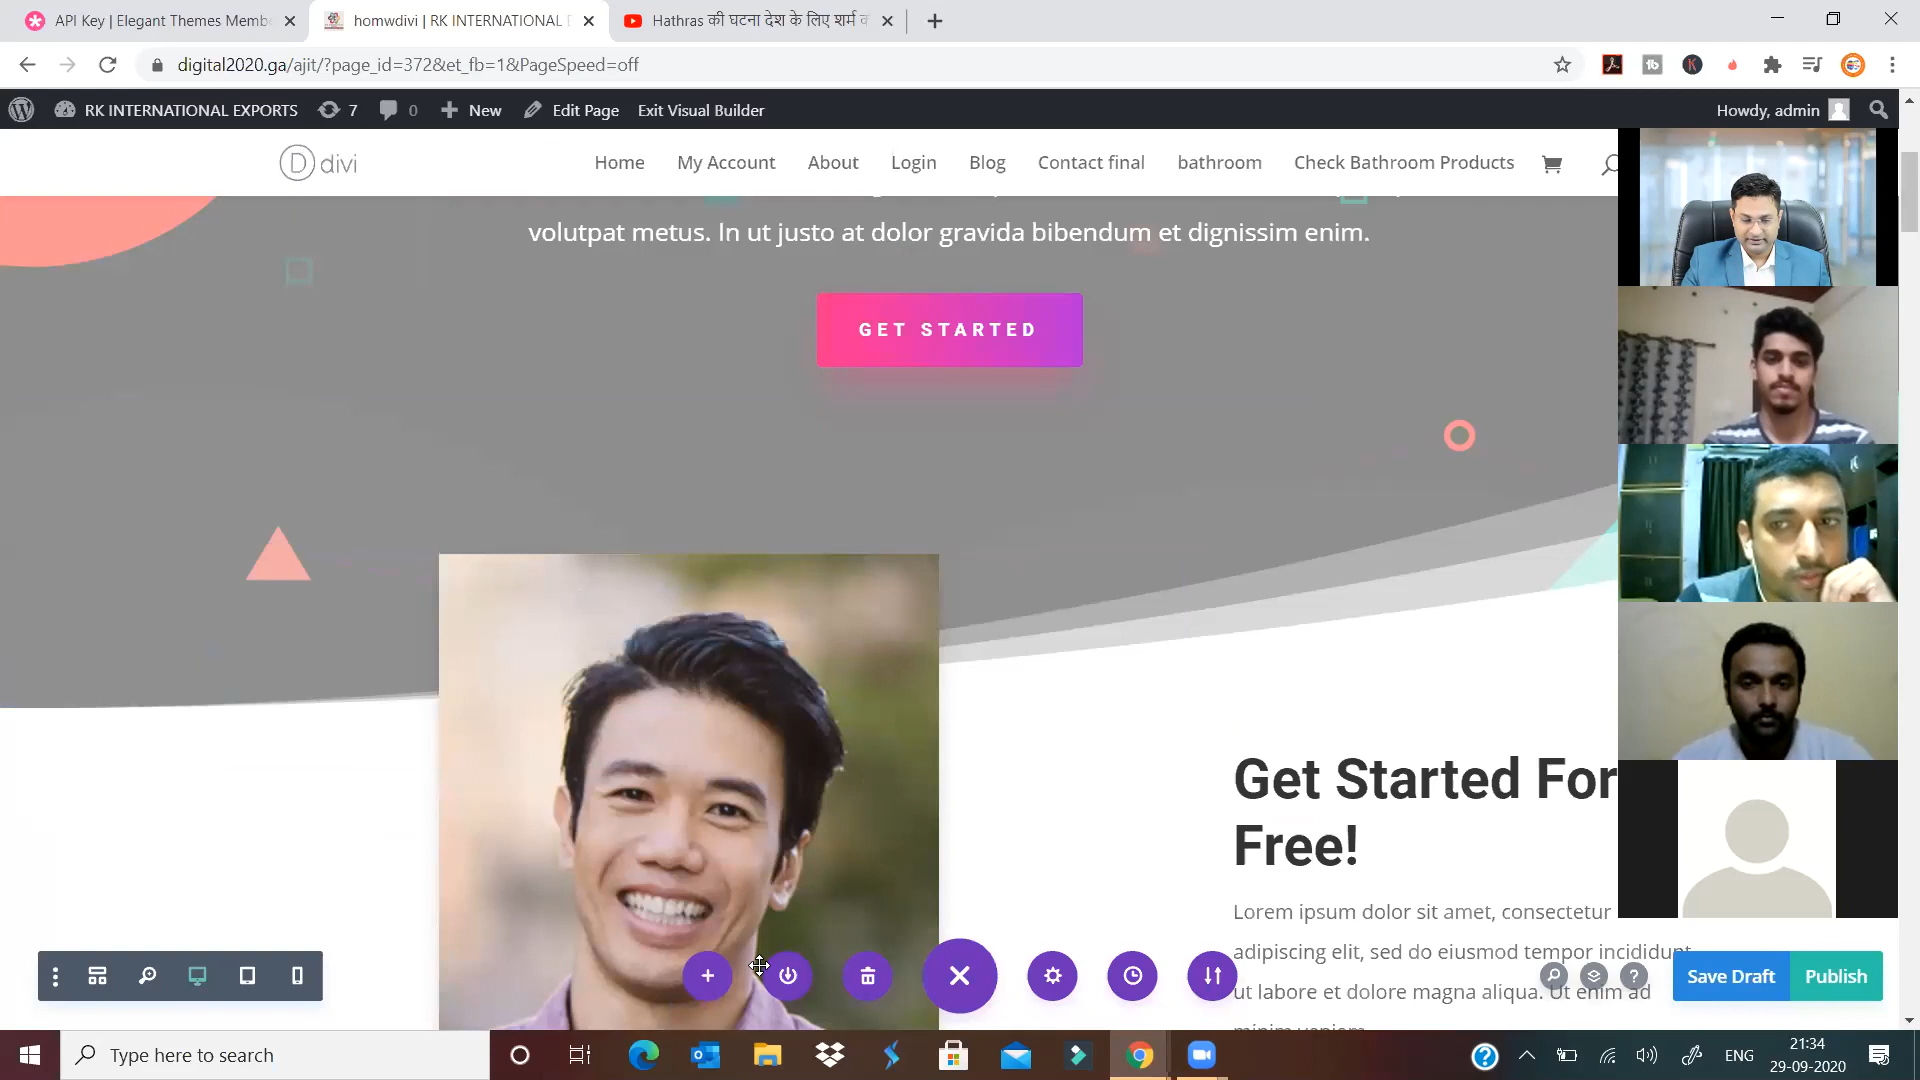 API Key | Elegant Themes Memb
homwdivi | RK INTERNATIONAL E
Hathras की घटना देश के लिए शर्म क
digital2020.ga/ajit/?page_id=372&et_fb=1&PageSpeed=off
RK INTERNATIONAL EXPORTS
7
0
New
Edit Page
Exit Visual Builder
Howdy, admin
D divi
Home
My Account
About
Login
Blog
Contact final
bathroom
Check Bathroom Products
volutpat metus. In ut justo at dolor gravida bibendum et dignissim enim.
GET STARTED
Get Started For
Free!
Lorem ipsum dolor sit amet, consectetur
adipiscing elit, sed do eiusmod tempor incididunt
ut labore et dolore magna aliqua. Ut enim ad
Save Draft
Publish
Type here to search
ENG
21:34
29-09-2020